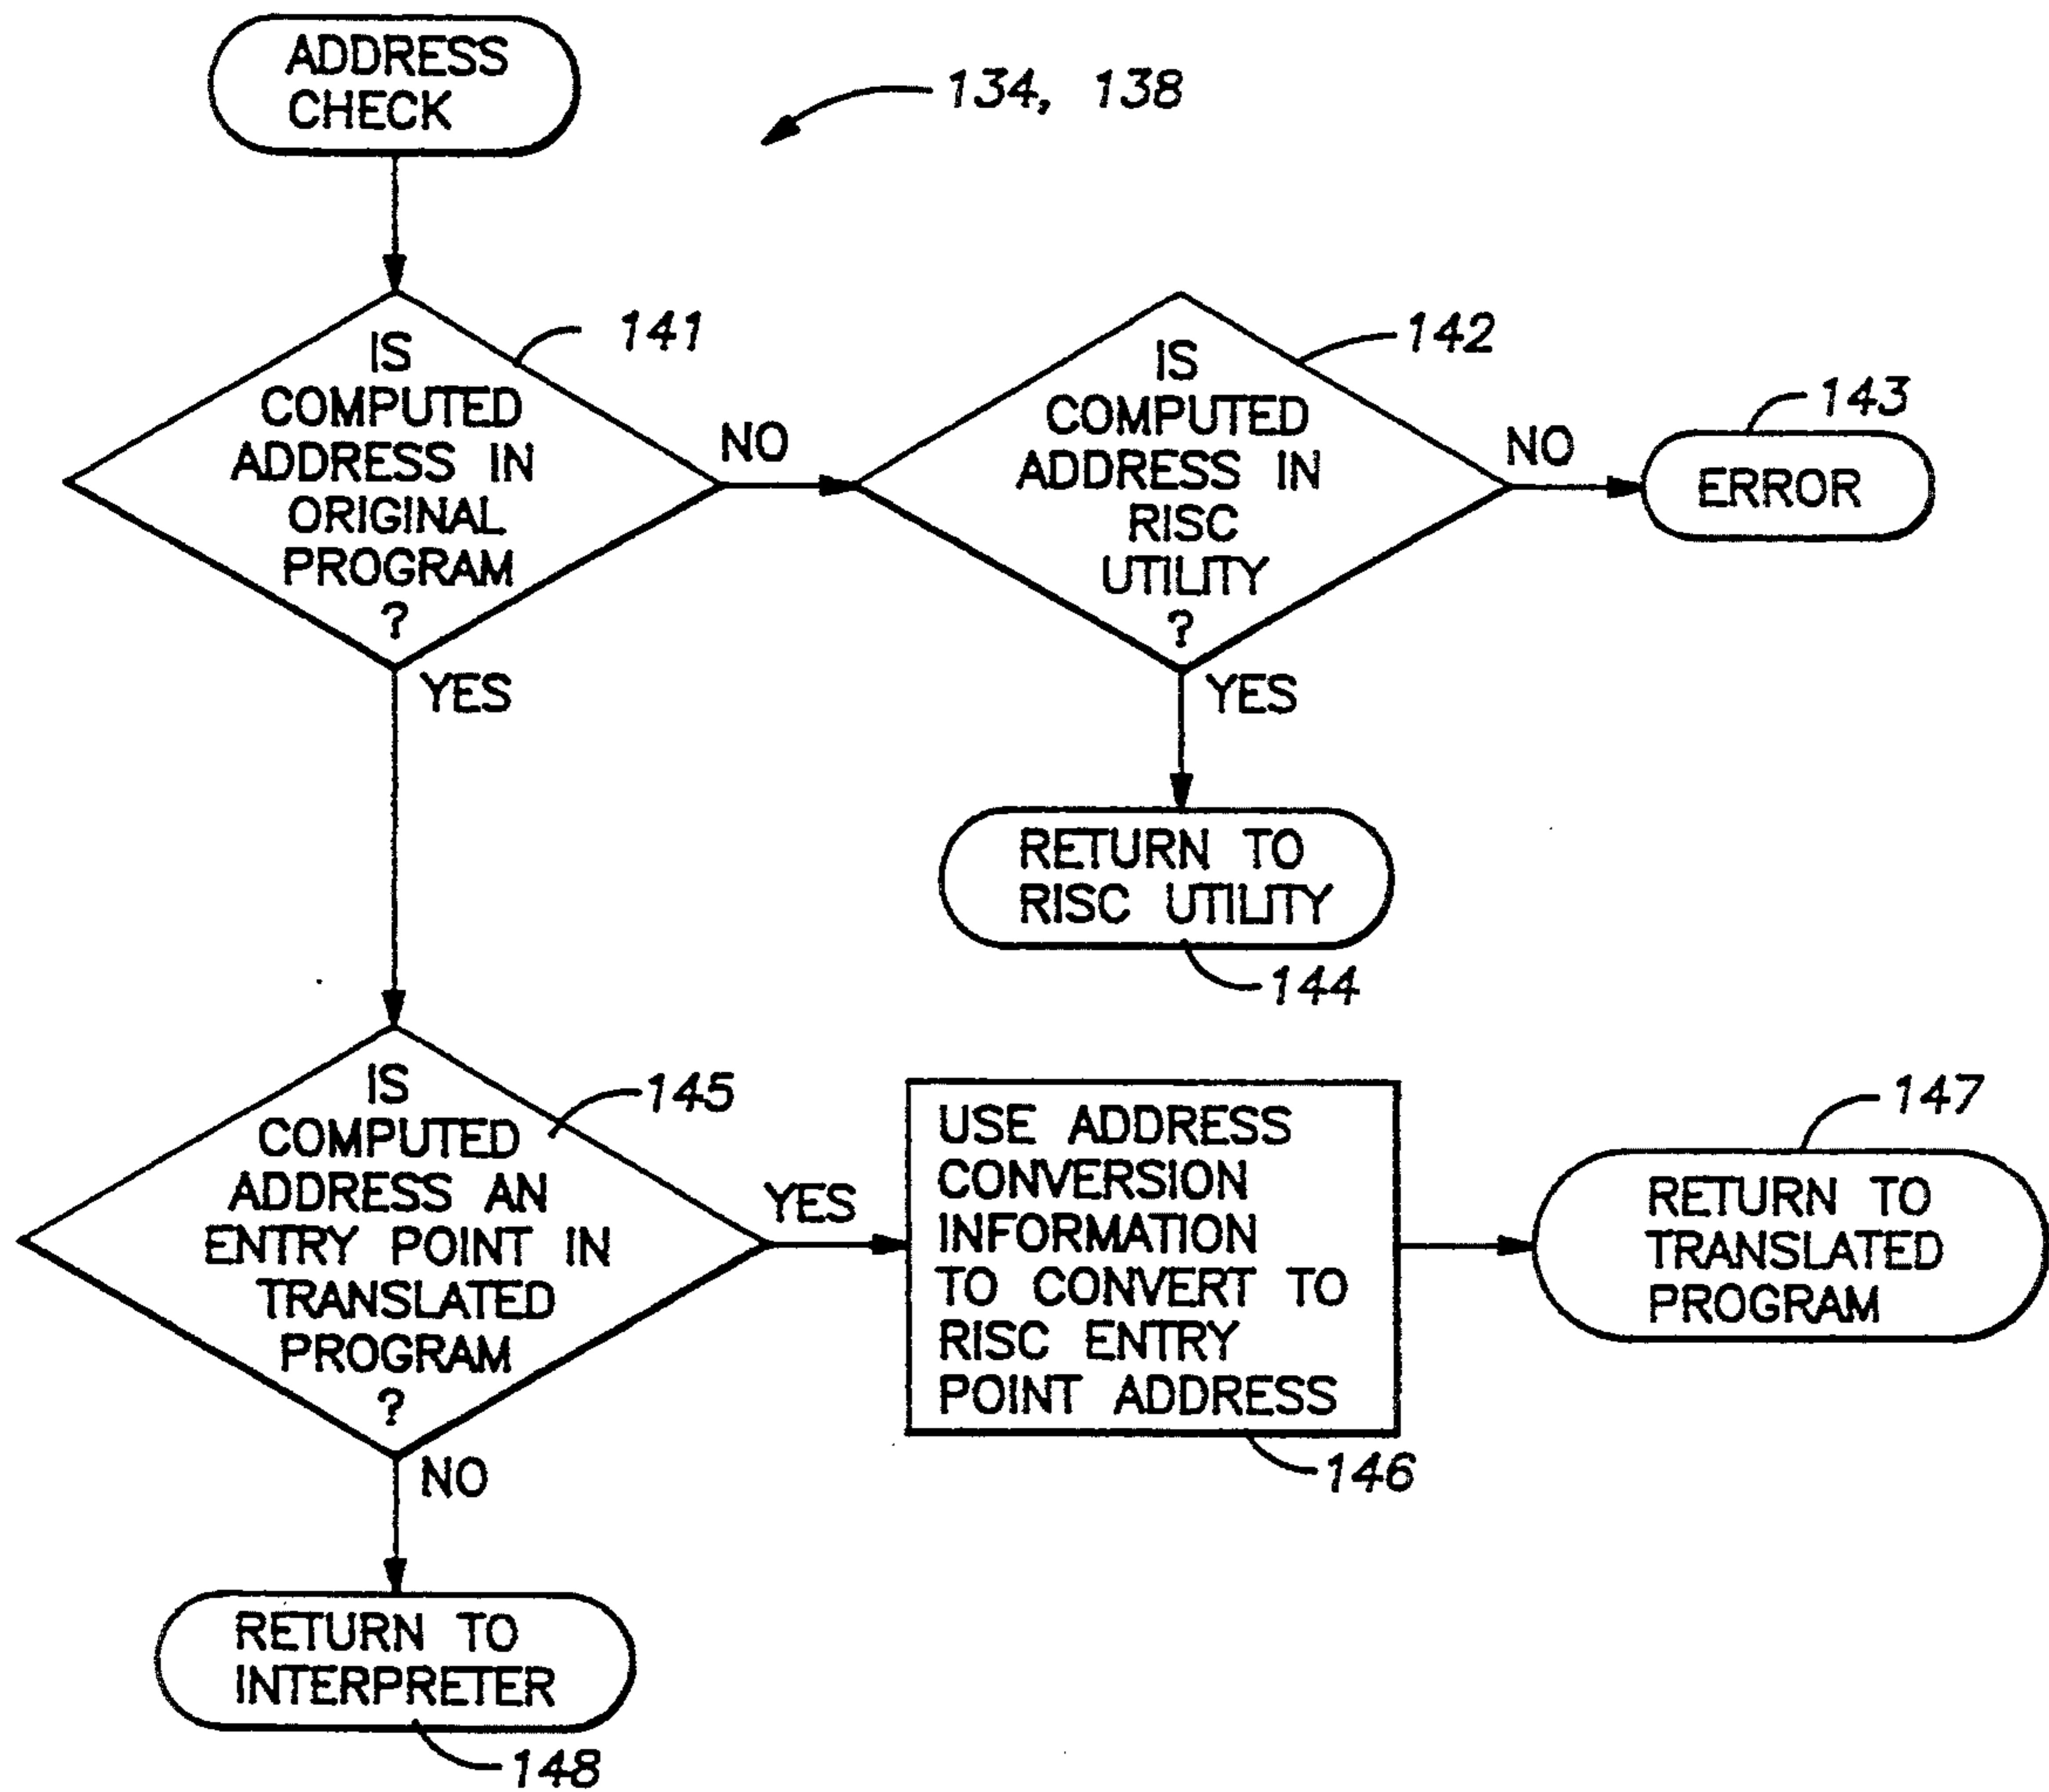 ADDRESS
CHECK
134, 138
IS
COMPUTED
ADDRESS IN
ORIGINAL
PROGRAM
?
141
NO
YES
IS
COMPUTED
ADDRESS IN
RISC
UTILITY
?
142
NO
YES
143
ERROR
RETURN TO
RISC UTILITY
144
IS
COMPUTED
ADDRESS AN
ENTRY POINT IN
TRANSLATED
PROGRAM
?
145
YES
NO
USE ADDRESS
CONVERSION
INFORMATION
TO CONVERT TO
RISC ENTRY
POINT ADDRESS
146
147
RETURN TO
TRANSLATED
PROGRAM
RETURN TO
INTERPRETER
148